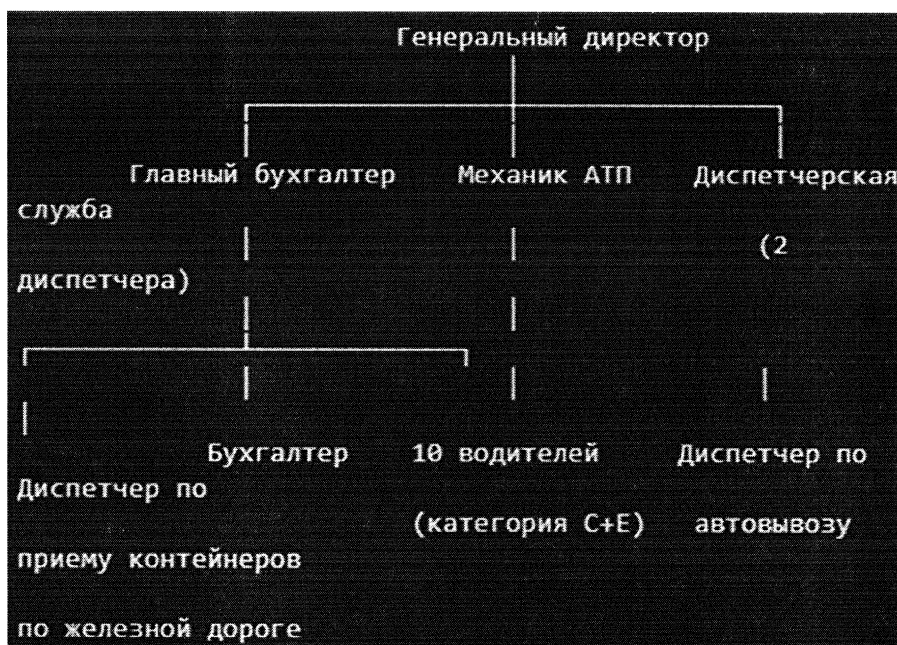 Генеральный директор
Главный бухгалтер Механик АТП Диспетчерская
служба
(2
диспетчера)
Бухгалтер 10 водителей Диспетчер по
Диспетчер по
(категория C+E) автовывозу
приему контейнеров
по железной дороге